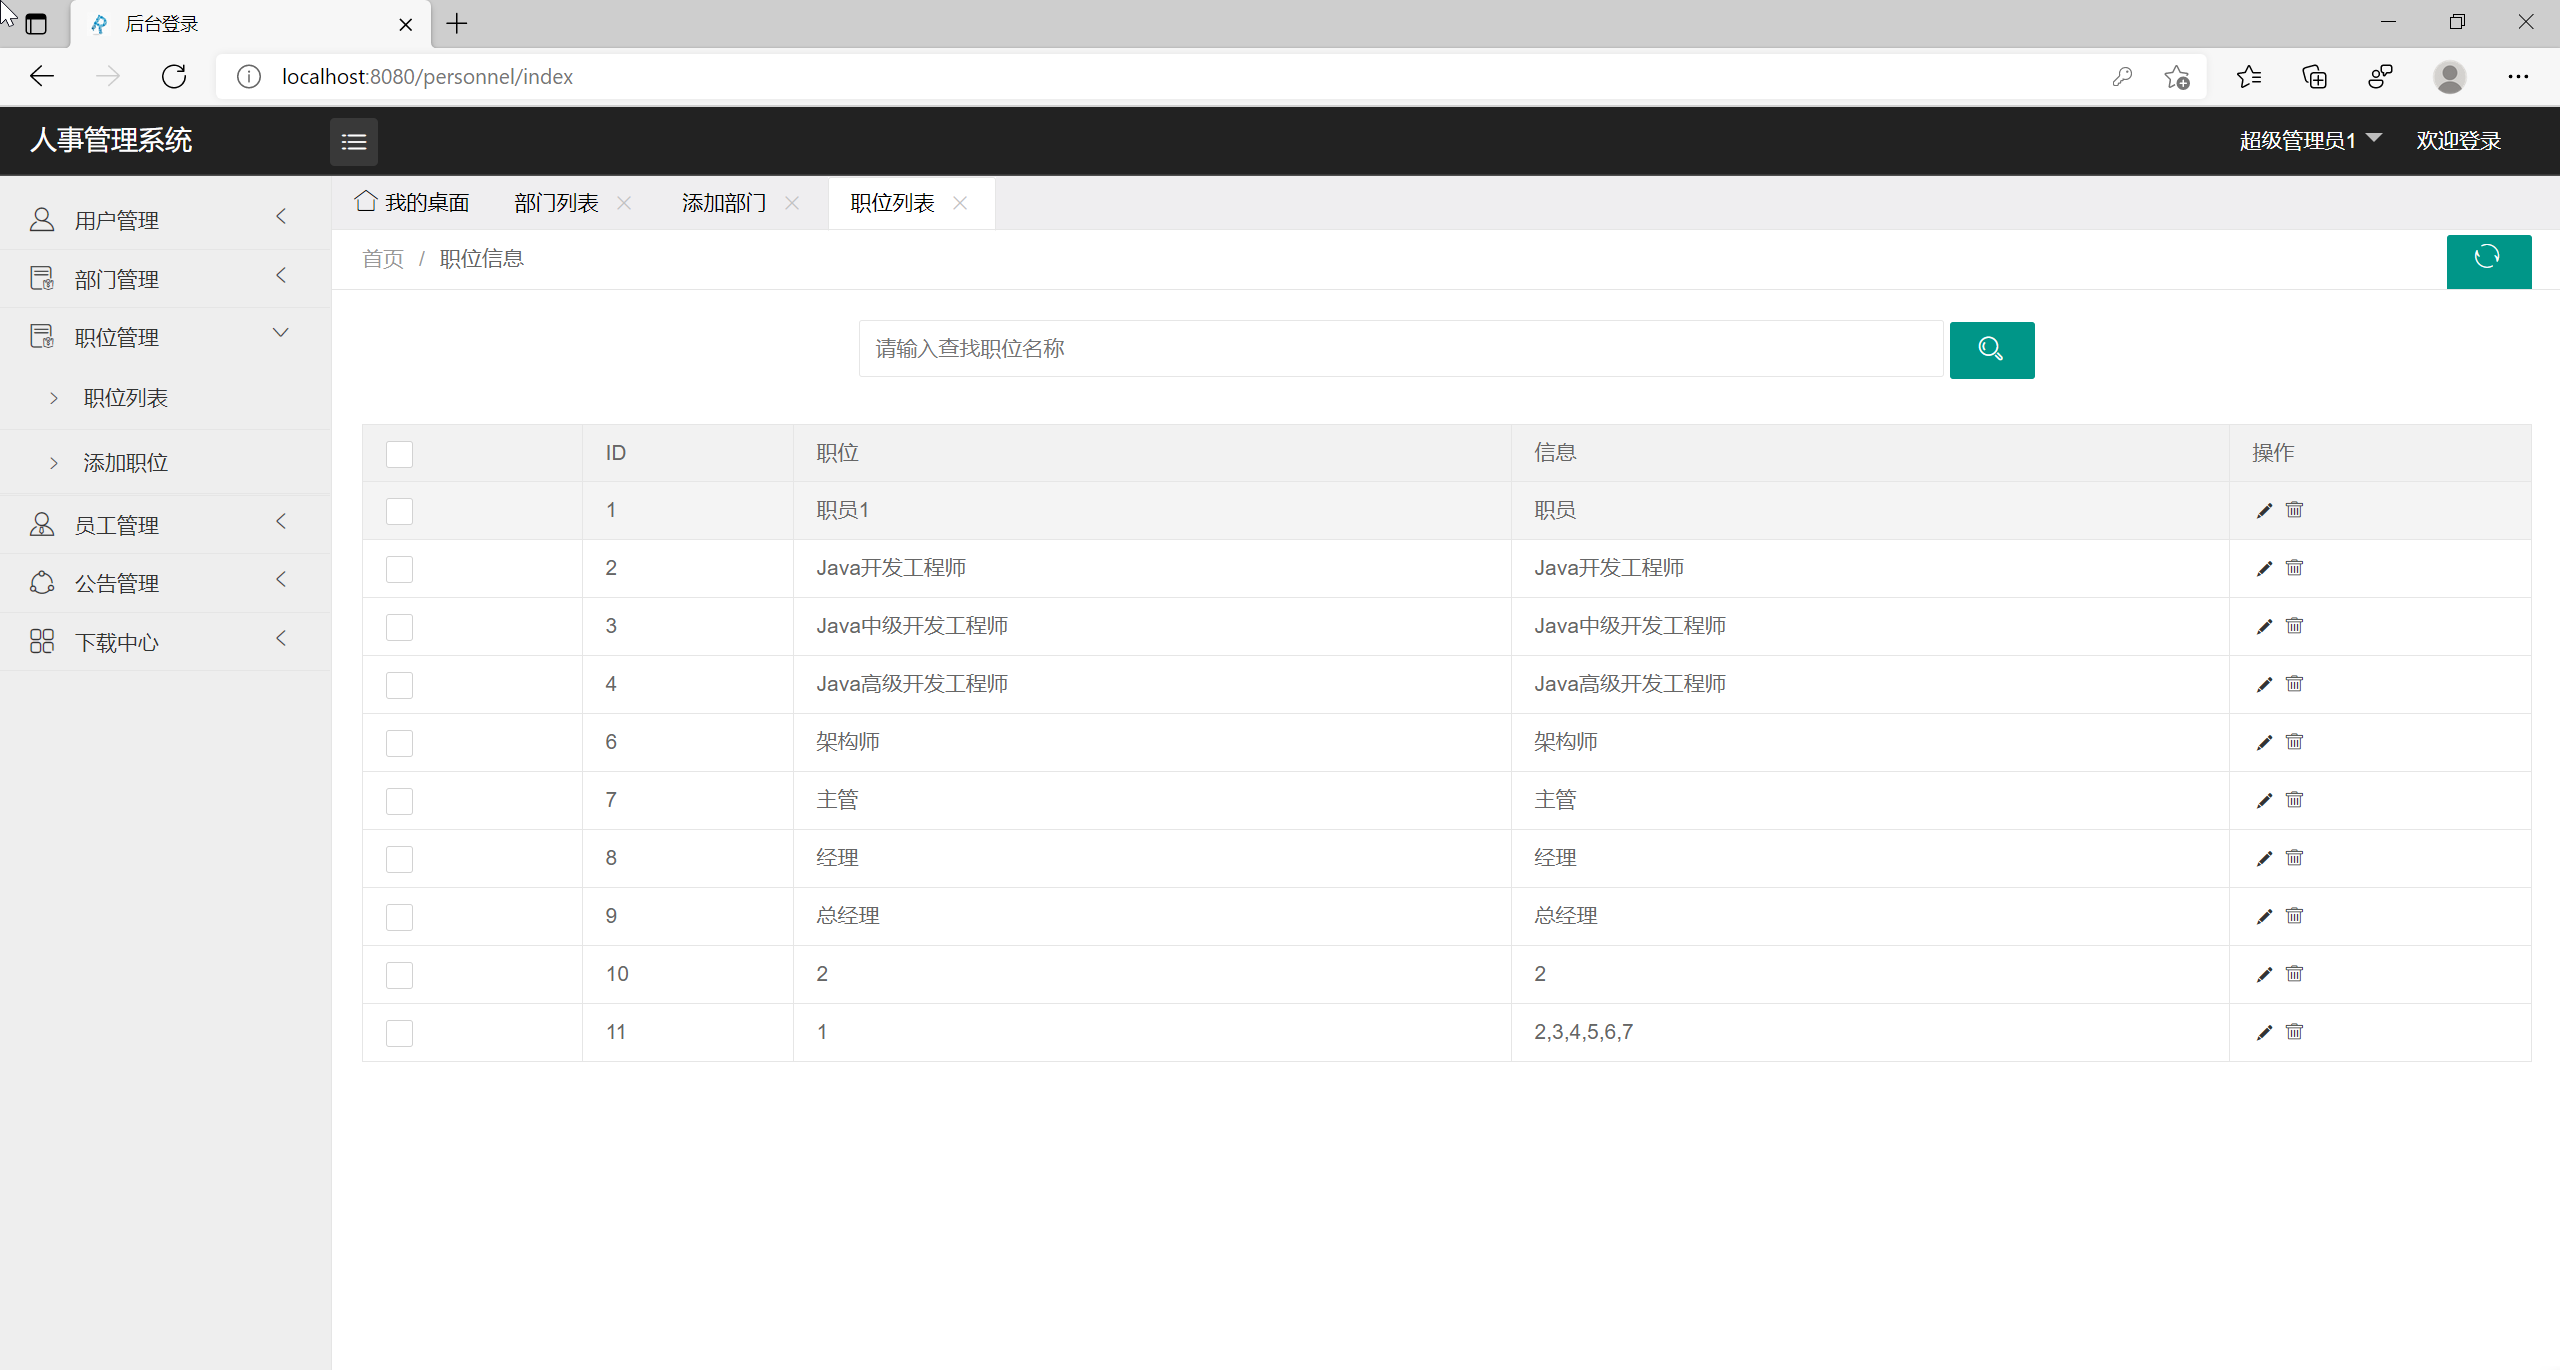 后台登录
localhost:8080/personnel/index
人事管理系统
超级管理员1 欢迎登录
用户管理
部门管理
职位管理
职位列表
添加职位
员工管理
公告管理
下载中心
我的桌面 部门列表 添加部门 职位列表
首页 / 职位信息
请输入查找职位名称
ID 职位 信息 操作
1 职员1 职员
2 Java开发工程师 Java开发工程师
3 Java中级开发工程师 Java中级开发工程师
4 Java高级开发工程师 Java高级开发工程师
6 架构师 架构师
7 主管 主管
8 经理 经理
9 总经理 总经理
10 2 2
11 1 2,3,4,5,6,7